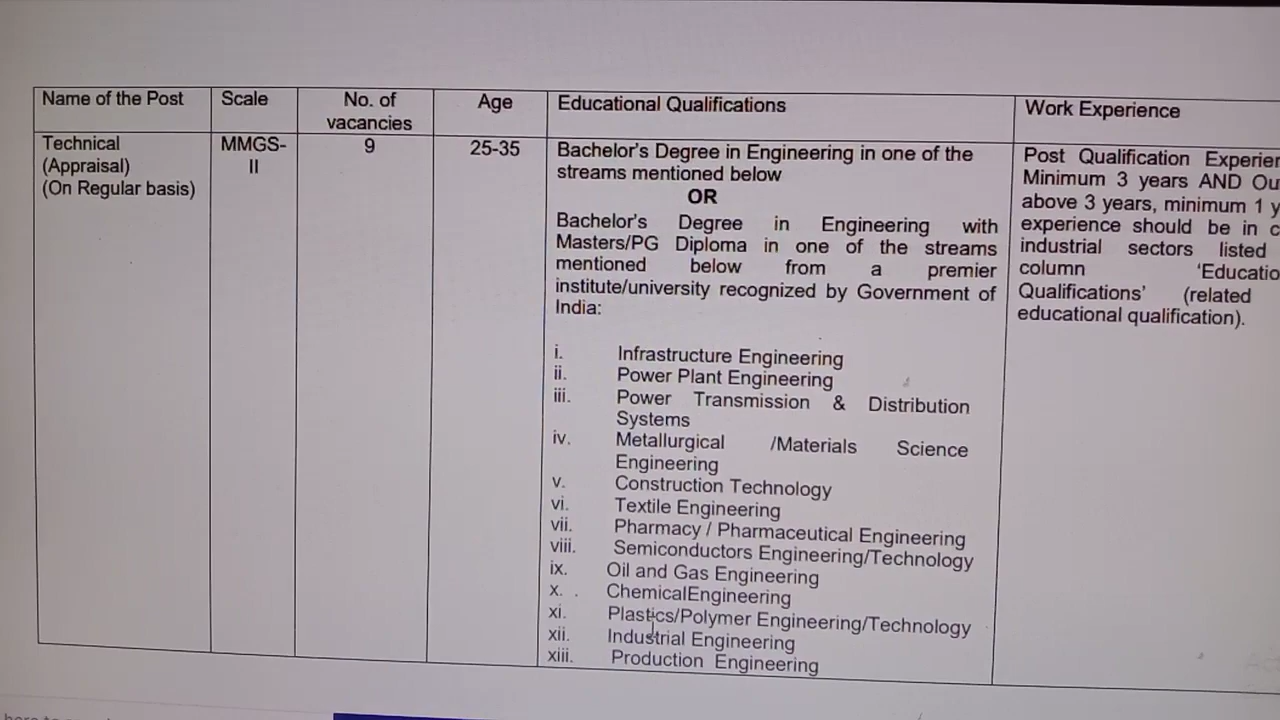 Name of the Post
Scale
No. of
vacancies
Age
Educational Qualifications
Work Experience
Technical
(Appraisal)
(On Regular basis)
MMGS-
II
9
25-35
Bachelor's Degree in Engineering in one of the
streams mentioned below
OR
Bachelor's Degree in Engineering with
Masters/PG Diploma in one of the streams
mentioned below from a premier
institute/university recognized by Government of
India:
i. Infrastructure Engineering
ii. Power Plant Engineering
iii. Power Transmission & Distribution
Systems
iv. Metallurgical /Materials Science
Engineering
v. Construction Technology
vi. Textile Engineering
vii. Pharmacy / Pharmaceutical Engineering
viii. Semiconductors Engineering/Technology
ix. Oil and Gas Engineering
x. ChemicalEngineering
xi. Plastics/Polymer Engineering/Technology
xii. Industrial Engineering
xiii. Production Engineering
Post Qualification
Minimum 3 years AND
above 3 years, minimum 1
experience should be in
industrial sectors listed
column
Qualifications' (related
educational qualification).